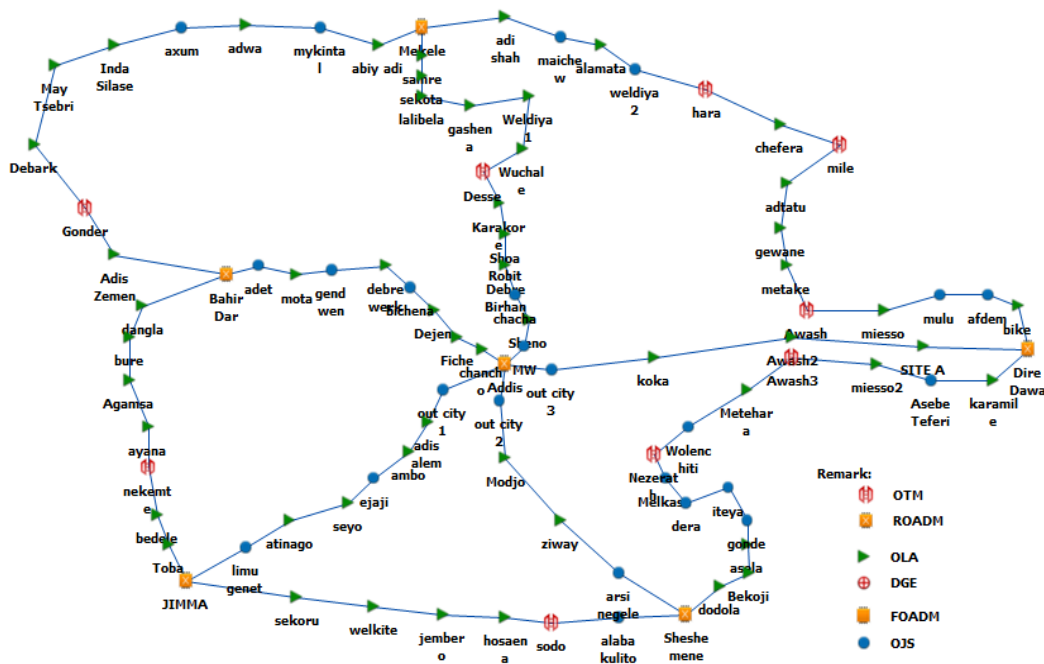 axum
adwa
mykinta
l
abiy adi
Mekele
adi
shah
maiche
w
alamata
weldiya
2
hara
chefera
mile
Inda
Silase
May
Tsebri
Debark
Gonder
Adis
Zemen
samre
sekota
lalibela
gashen
a
Weldiya
1
Wuchal
e
Desse
Karakor
e
Shoa
Robit
Debre
Birhan
chacha
Sheno
adtatu
gewane
metake
Awash
miesso
mulu
afdem
bike
Dire
Dawa
Bahir
Dar
adet
mota
gend
wen
debre
werk
bichena
Dejen
Fiche
chanch
o
MW
Addis
out city
3
koka
Awash2
Awash3
SITE A
miesso2
Asebe
Teferi
karamil
e
dangla
bure
Agamsa
ayana
nekemt
e
bedele
Toba
JIMMA
out city
1
adis
alem
ambo
ejaji
seyo
atinago
limu
genet
out city
2
Modjo
ziway
arsi
negele
Metehar
a
Wolenc
hiti
Nezerat
h
Melkas
dera
iteya
gonde
asela
Bekoji
dodola
Sheshe
mene
sekoru
welkite
jember
o
hosaen
a
sodo
alaba
kulito
Remark:
OTM
ROADM
OLA
DGE
FOADM
OJS